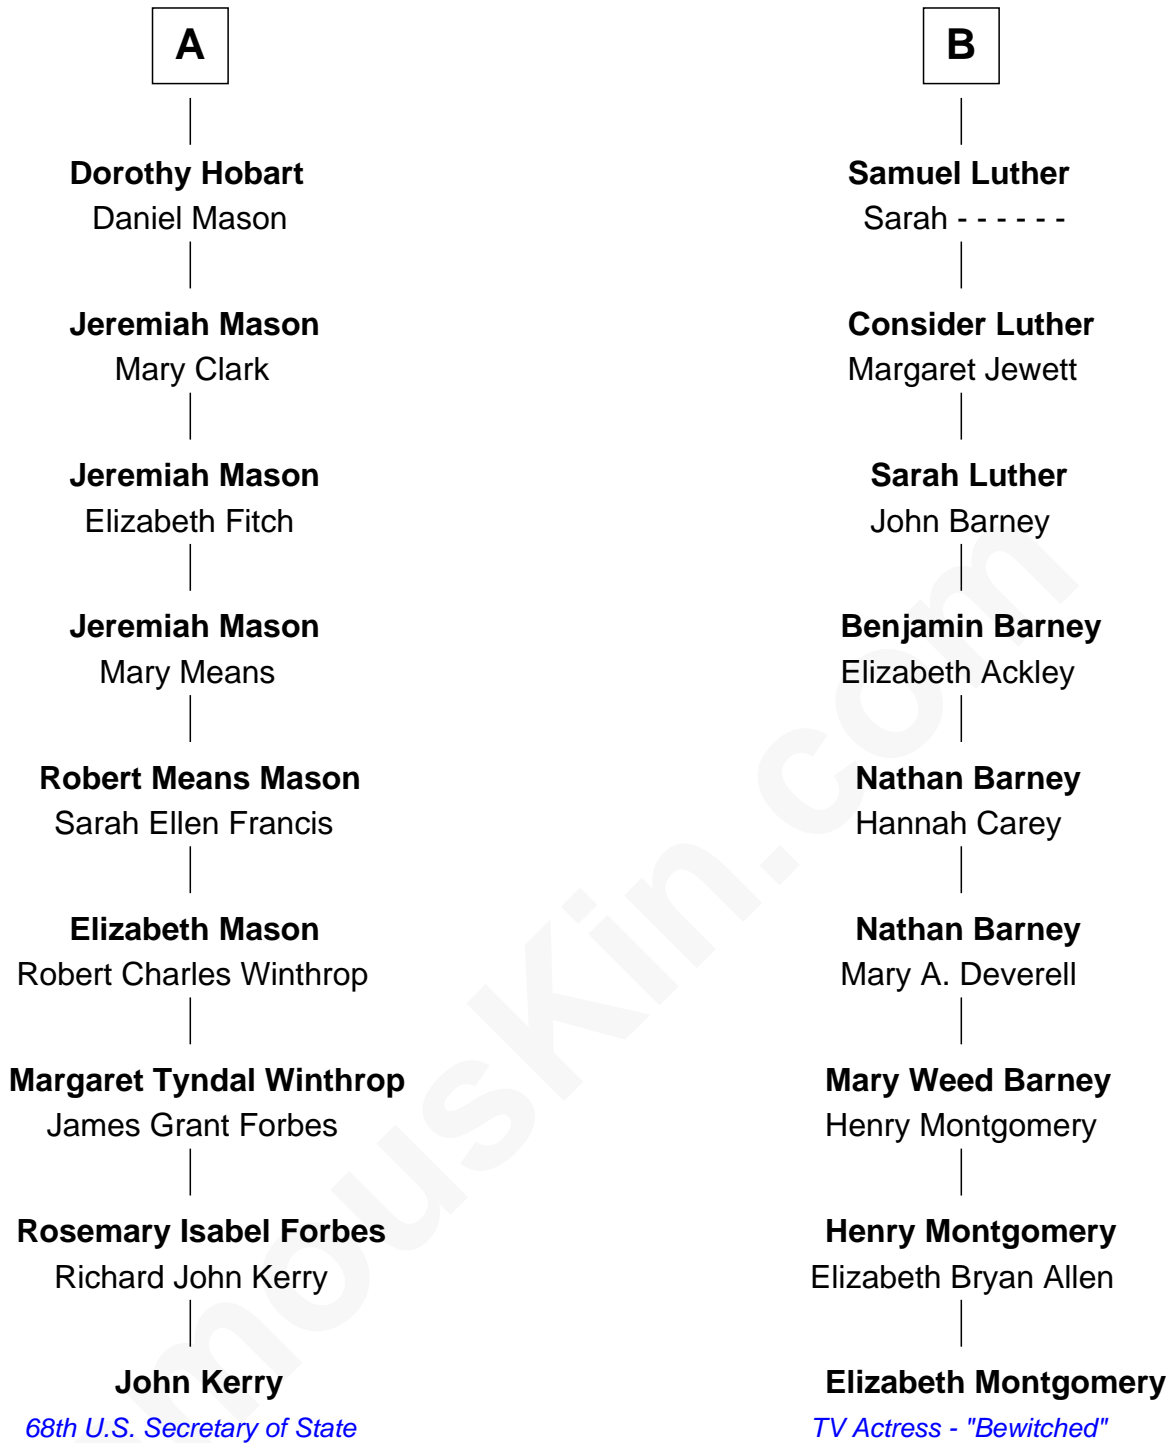 A
Dorothy Hobart
Daniel Mason
Jeremiah Mason
Mary Clark
Jeremiah Mason
Elizabeth Fitch
Jeremiah Mason
Mary Means
Robert Means Mason
Sarah Ellen Francis
Elizabeth Mason
Robert Charles Winthrop
Margaret Tyndal Winthrop
James Grant Forbes
Rosemary Isabel Forbes
Richard John Kerry
John Kerry
68th U.S. Secretary of State
B
Samuel Luther
Sarah - - - - - -
Consider Luther
Margaret Jewett
Sarah Luther
John Barney
Benjamin Barney
Elizabeth Ackley
Nathan Barney
Hannah Carey
Nathan Barney
Mary A. Deverell
Mary Weed Barney
Henry Montgomery
Henry Montgomery
Elizabeth Bryan Allen
Elizabeth Montgomery
TV Actress - "Bewitched"
mousKin.com